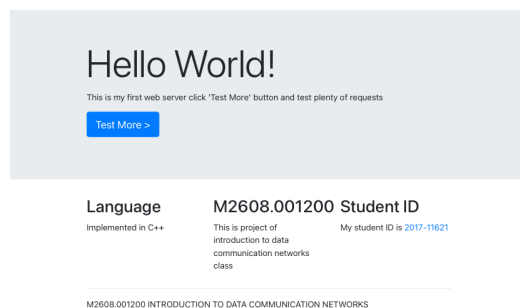 Hello World!
This is my first web server click 'Test More' button and test plenty of requests
Test More >
Language
Implemented in C++
M2608.001200
This is project of
introduction to data
communication networks
class
Student ID
My student ID is 2017-11621
M2608.001200 INTRODUCTION TO DATA COMMUNICATION NETWORKS